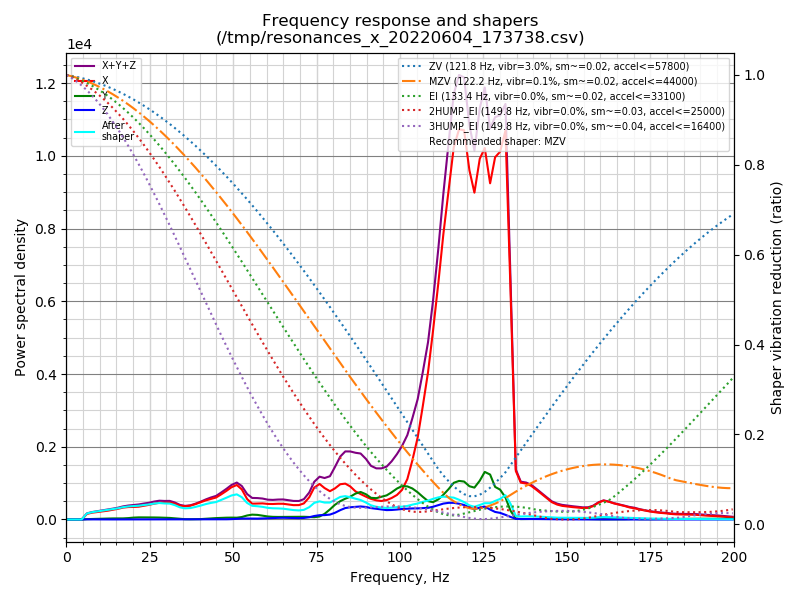 Frequency response and shapers
(/tmp/resonances_x_20220604_173738.csv)
1e4
X+Y+Z
X
Y
Z
After
shaper
ZV (121.8 Hz, vibr=3.0%, sm~=0.02, accel<=57800)
MZV (122.2 Hz, vibr=0.1%, sm~=0.02, accel<=44000)
EI (133.4 Hz, vibr=0.0%, sm~=0.02, accel<=33100)
2HUMP_EI (149.8 Hz, vibr=0.0%, sm~=0.03, accel<=25000)
3HUMP_EI (149.8 Hz, vibr=0.0%, sm~=0.04, accel<=16400)
Recommended shaper: MZV
1.2
1.0
0.8
0.6
0.4
0.2
0.0
Power spectral density
1.0
0.8
0.6
0.4
0.2
0.0
Shaper vibration reduction (ratio)
0 25 50 75 100 125 150 175 200
Frequency, Hz